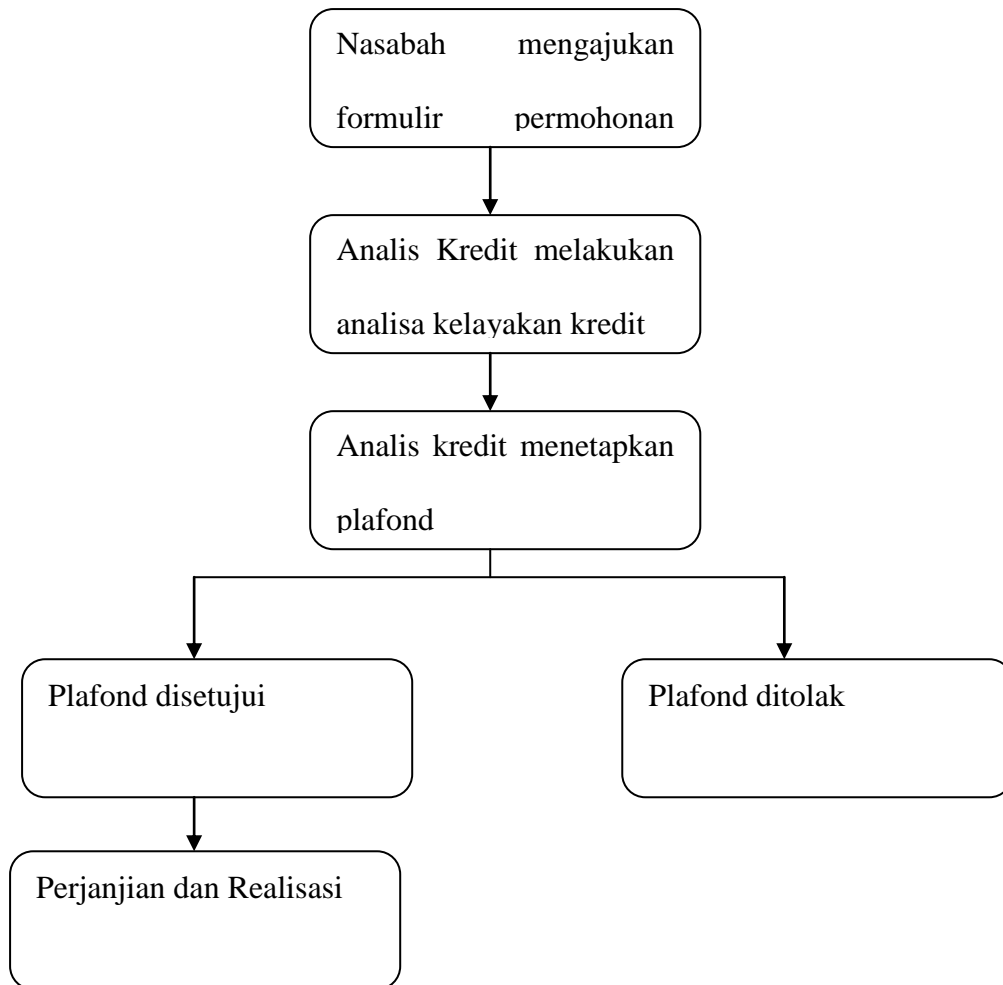 Nasabah mengajukan
formulir permohonan
Analis Kredit melakukan
analisa kelayakan kredit
Analis kredit menetapkan
plafond
Plafond disetujui
Plafond ditolak
Perjanjian dan Realisasi